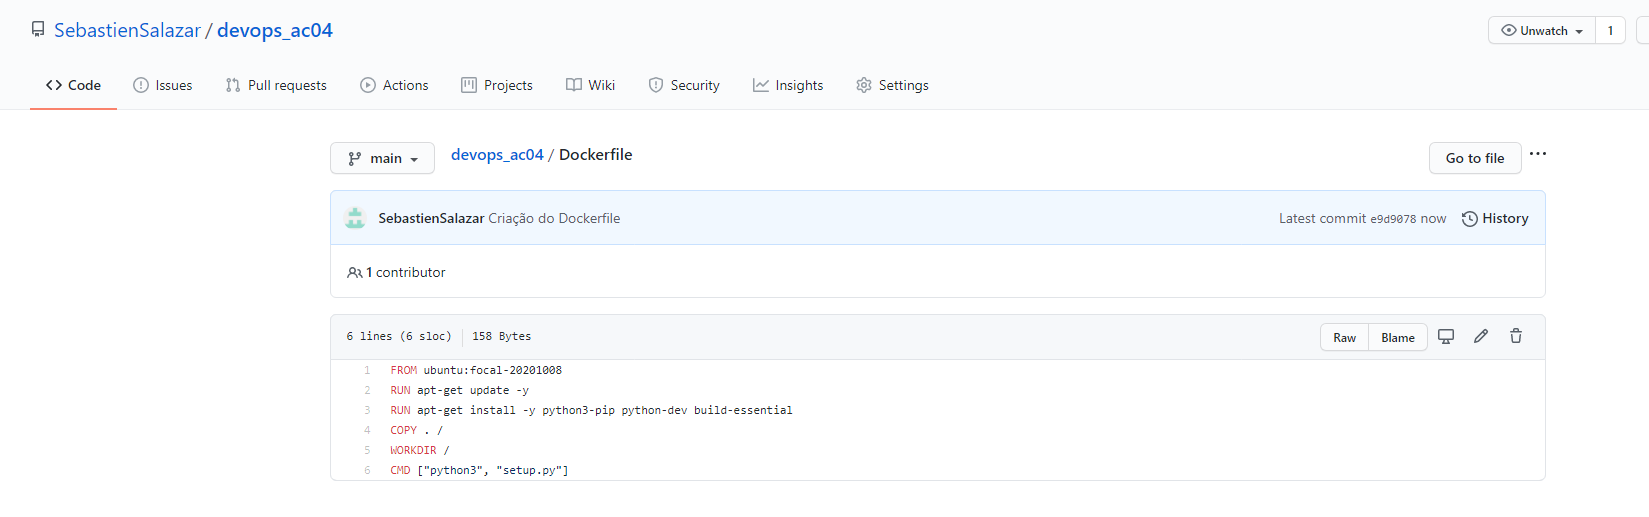 SebastienSalazar / devops_ac04
Unwatch 1
Code Issues Pull requests Actions Projects Wiki Security Insights Settings
main devops_ac04 / Dockerfile Go to file ...
SebastienSalazar Criação do Dockerfile Latest commit e9d9078 now History
1 contributor
6 lines (6 sloc) 158 Bytes Raw Blame
1 FROM ubuntu:focal-20201008
2 RUN apt-get update -y
3 RUN apt-get install -y python3-pip python-dev build-essential
4 COPY . /
5 WORKDIR /
6 CMD ["python3", "setup.py"]